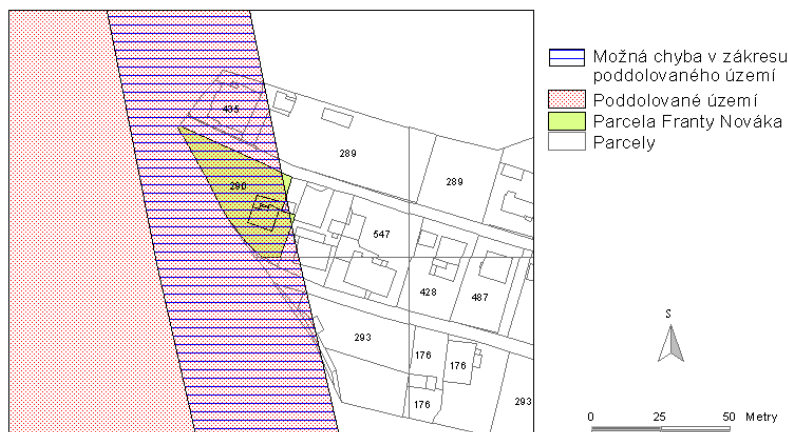 Možná chyba v zákresu
poddolovaného území
Poddolované území
Parcela Franty Nováka
Parcely
435
289
289
290
547
428
487
293
176
176
176
293
S
0 25 50 Metry